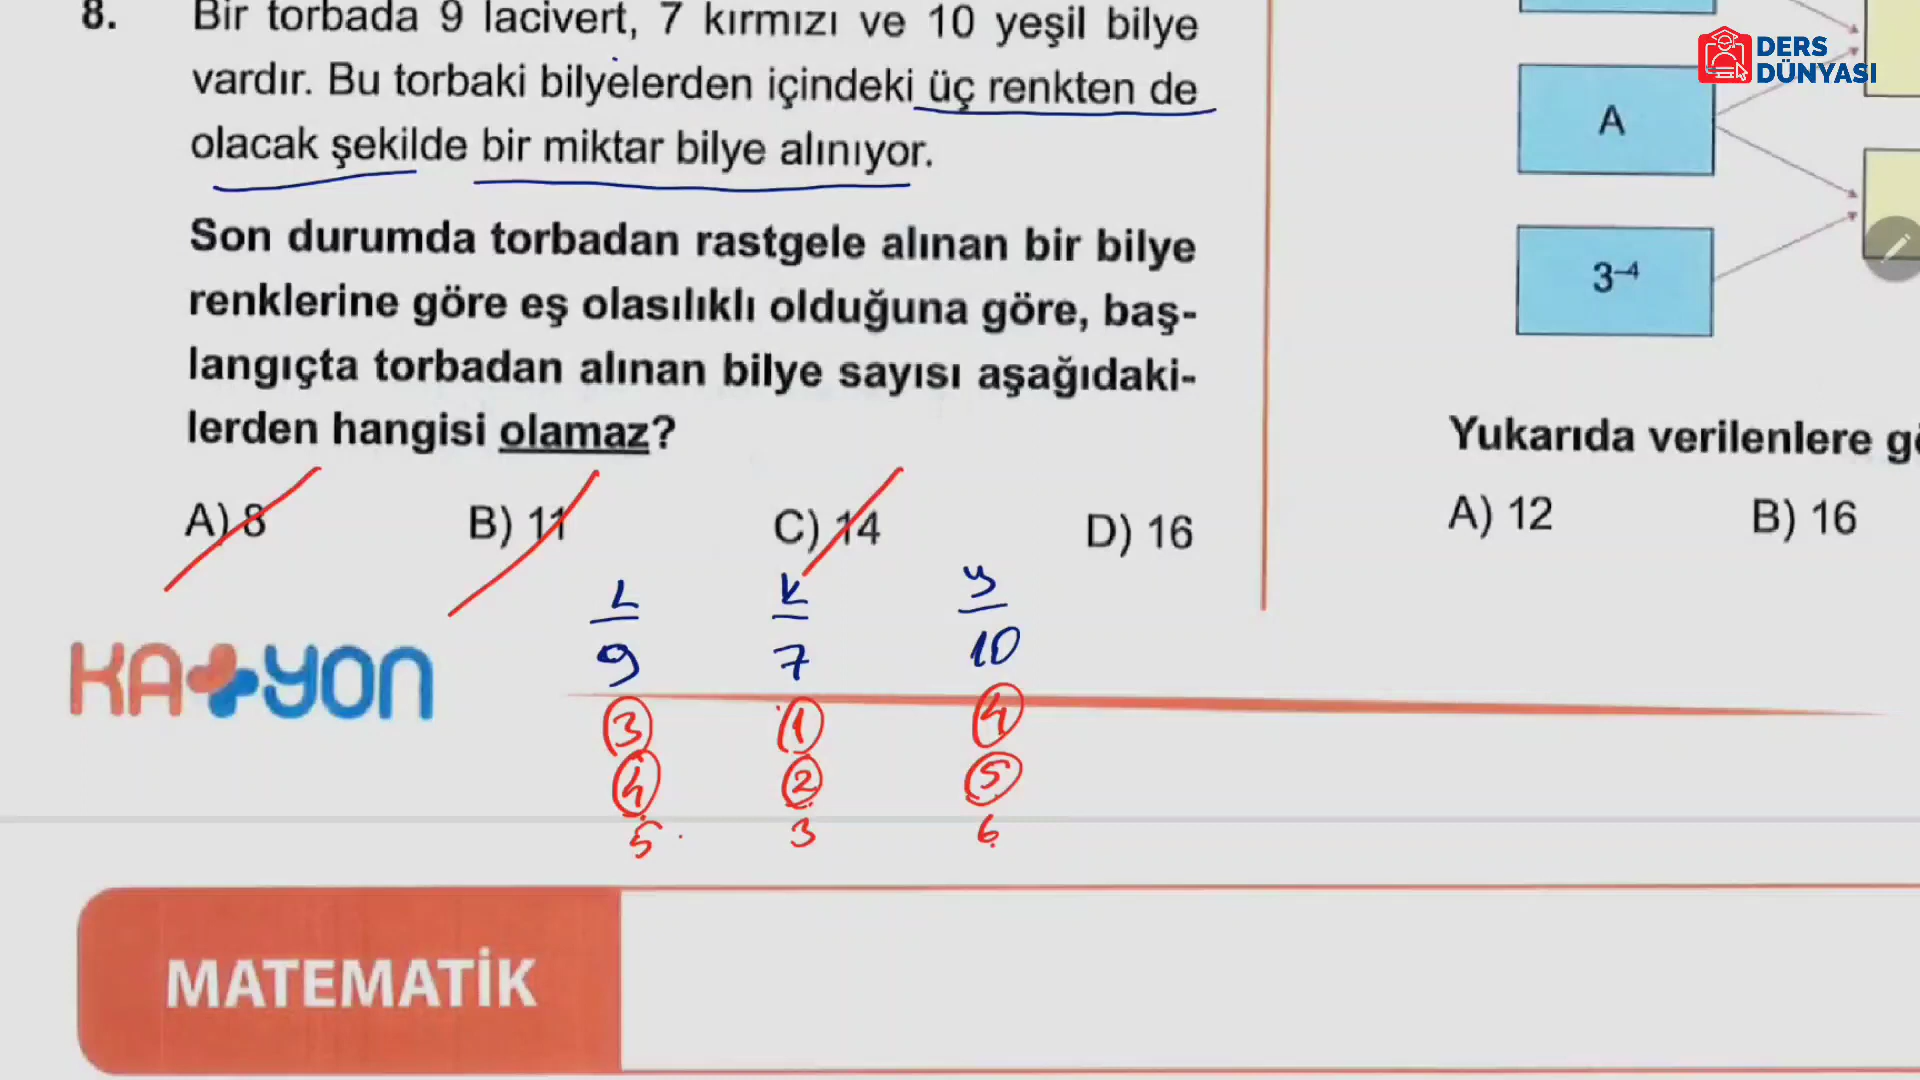 8. Bir torbada 9 lacivert, 7 kırmızı ve 10 yeşil bilye
vardır. Bu torbaki bilyelerden içindeki üç renkten de
olacak şekilde bir miktar bilye alınıyor.
Son durumda torbadan rastgele alınan bir bilye
renklerine göre eş olasılıklı olduğuna göre, baş-
langıçta torbadan alınan bilye sayısı aşağıdaki-
lerden hangisi olamaz?
A) 8 B) 11 C) 14 D) 16
L K Y
9 7 10
3 1 4
4 2 5
5 3 6
KATYON
MATEMATİK
DERS
DÜNYASI
A
3⁻⁴
Yukarıda verilenlere gö
A) 12 B) 16